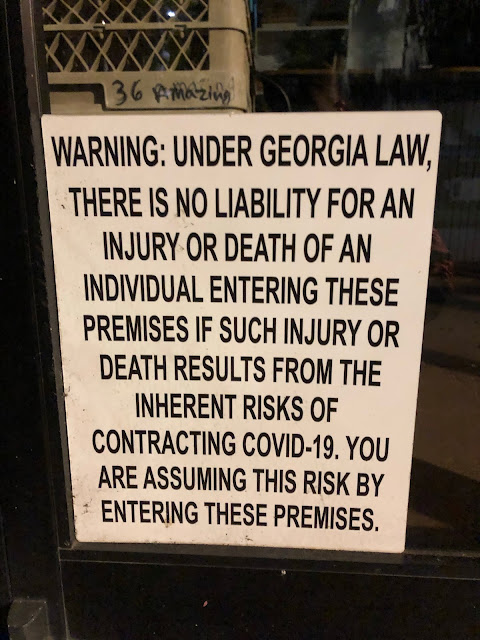 36 Amazing
WARNING: UNDER GEORGIA LAW,
THERE IS NO LIABILITY FOR AN
INJURY OR DEATH OF AN
INDIVIDUAL ENTERING THESE
PREMISES IF SUCH INJURY OR
DEATH RESULTS FROM THE
INHERENT RISKS OF
CONTRACTING COVID-19. YOU
ARE ASSUMING THIS RISK BY
ENTERING THESE PREMISES.